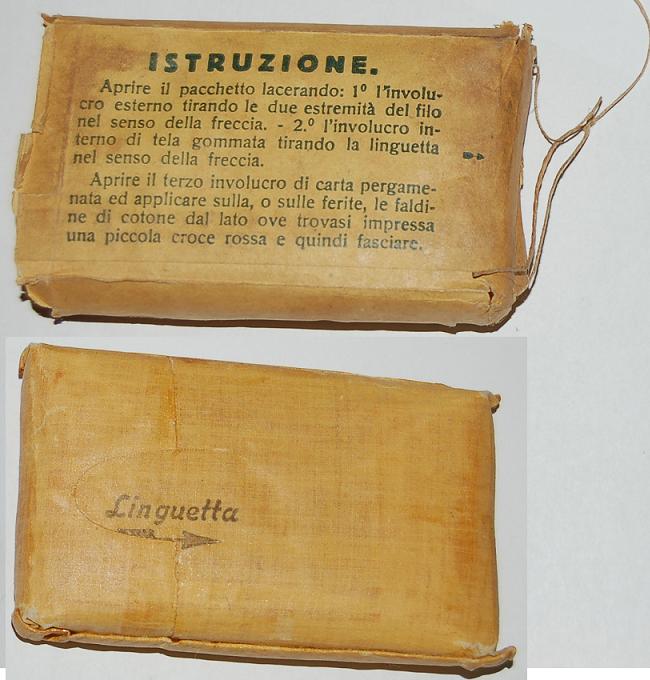 ISTRUZIONE.
Aprire il pacchetto lacerando: 1º l'involu-
cro esterno tirando le due estremità del filo
nel senso della freccia. - 2.º l'involucro in-
terno di tela gommata tirando la linguetta
nel senso della freccia.
Aprire il terzo involucro di carta pergame-
nata ed applicare sulla, o sulle ferite, le faldi-
ne di cotone dal lato ove trovasi impressa
una piccola croce rossa e quindi fasciare.
Linguetta